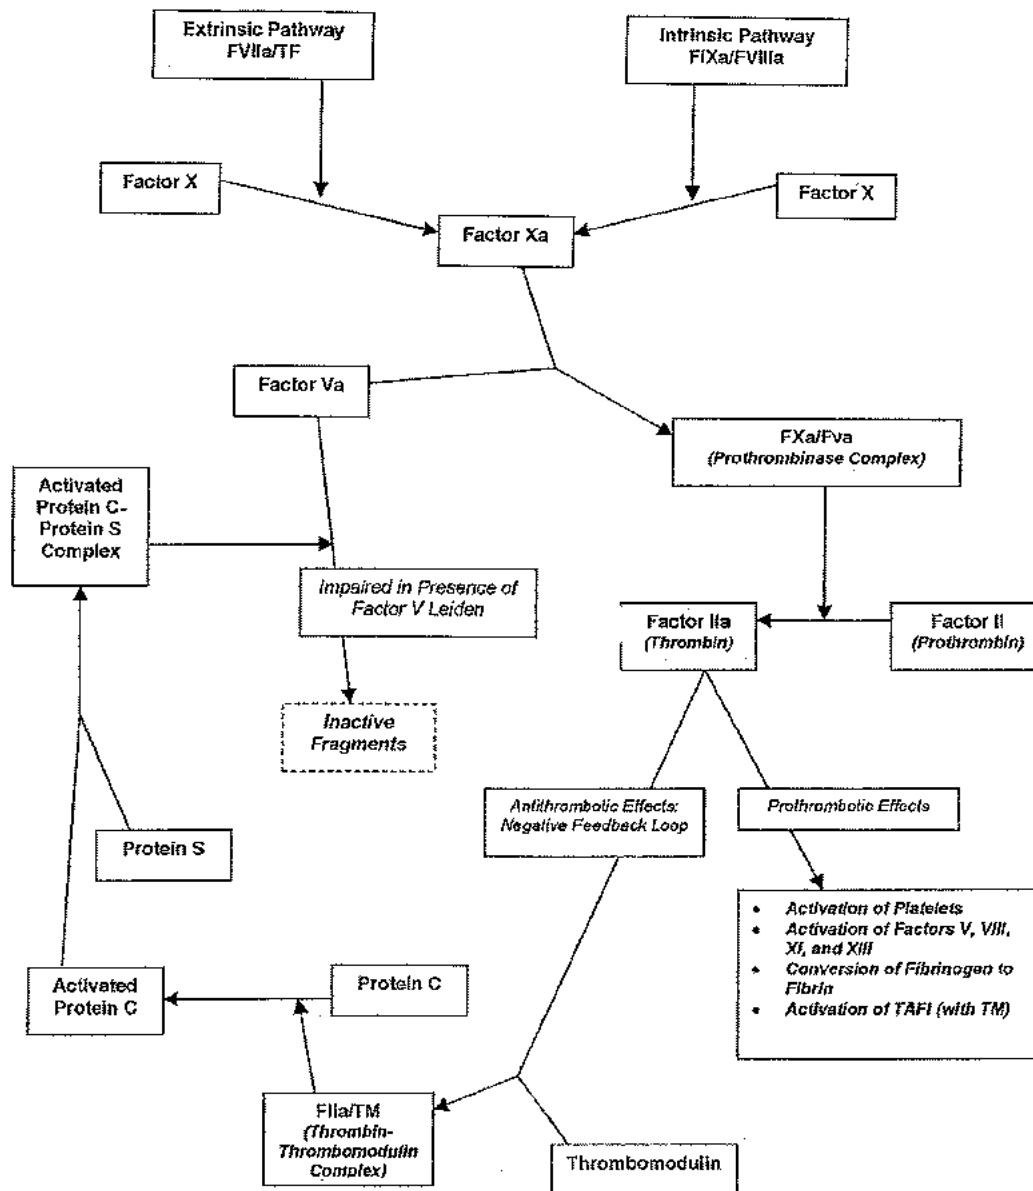 Extrinsic Pathway
FVIIa/TF
Intrinsic Pathway
FIXa/FVIIIa
Factor X
Factor X
Factor Xa
Factor Va
FXa/Fva
(Prothrombinase Complex)
Activated
Protein C-
Protein S
Complex
Impaired in Presence of
Factor V Leiden
Factor IIa
(Thrombin)
Factor II
(Prothrombin)
Inactive
Fragments
Antithrombotic Effects:
Negative Feedback Loop
Prothrombotic Effects
Protein S
• Activation of Platelets
• Activation of Factors V, VIII,
XI, and XIII
• Conversion of Fibrinogen to
Fibrin
• Activation of TAFI (with TM)
Activated
Protein C
Protein C
FIIa/TM
(Thrombin-
Thrombomodulin
Complex)
Thrombomodulin